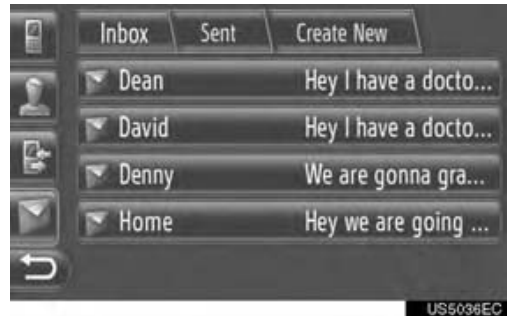 Inbox Sent Create New
Dean Hey I have a docto...
David Hey I have a docto...
Denny We are gonna gra...
Home Hey we are going ...
US5036EC